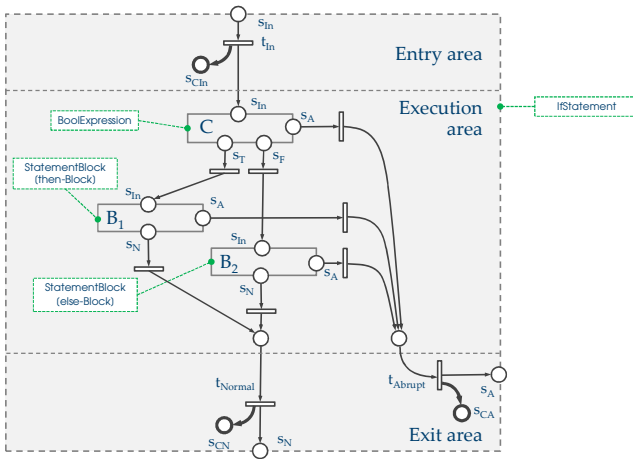 s_In
t_In
Entry area
s_CIn
s_In
Execution
area
IfStatement
BoolExpression
C
s_A
s_T
s_F
StatementBlock
(then-Block)
s_In
s_A
B_1
s_N
s_In
B_2
s_A
StatementBlock
(else-Block)
s_N
t_Normal
t_Abrupt
s_A
s_CA
s_CN
s_N
Exit area